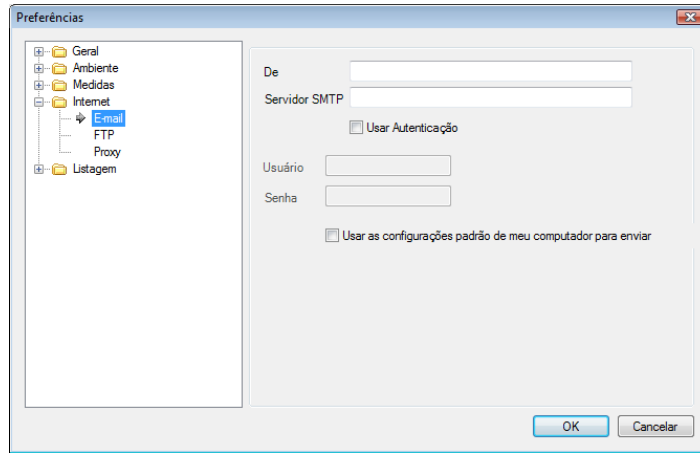 Preferências
Geral
Ambiente
Medidas
Internet
E-mail
FTP
Proxy
Listagem
De
Servidor SMTP
Usar Autenticação
Usuário
Senha
Usar as configurações padrão de meu computador para enviar
OK
Cancelar